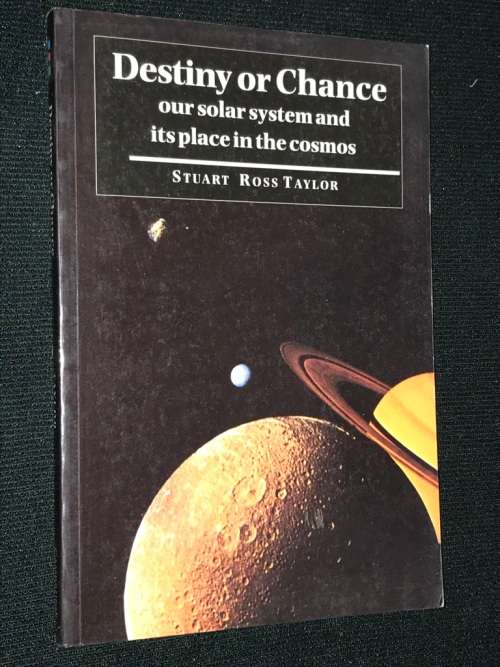 Destiny or Chance
our solar system and
its place in the cosmos
STUART ROSS TAYLOR